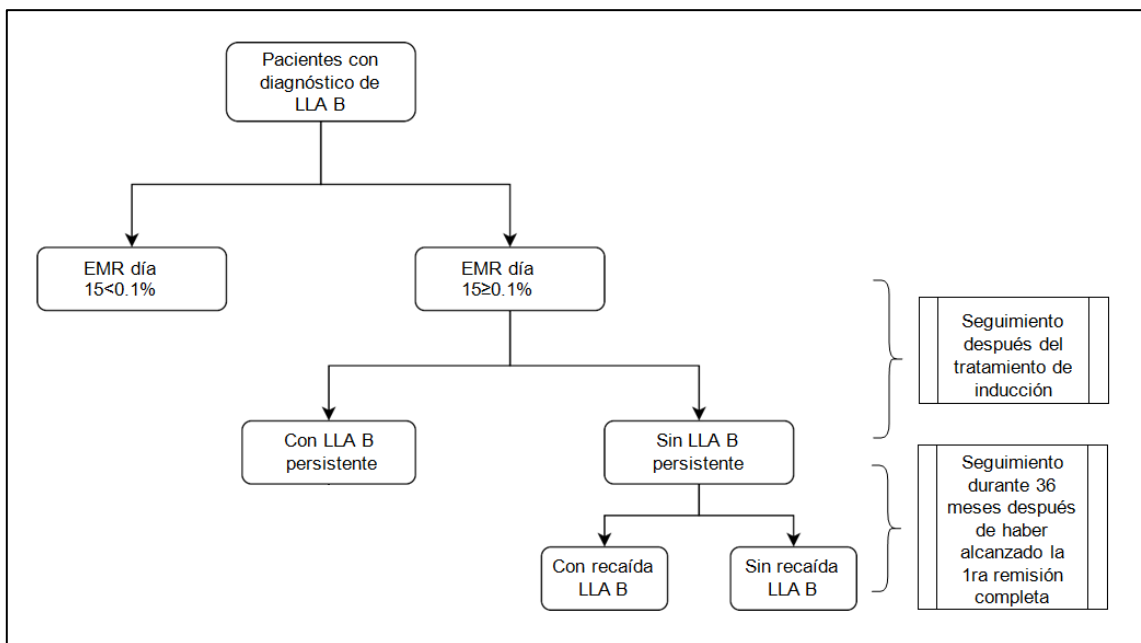 Pacientes con
diagnóstico de
LLA B
EMR día
15<0.1%
EMR día
15≥0.1%
Seguimiento
después del
tratamiento de
inducción
Con LLA B
persistente
Sin LLA B
persistente
Seguimiento
durante 36
meses después
de haber
alcanzado la
1ra remisión
completa
Con recaída
LLA B
Sin recaída
LLA B